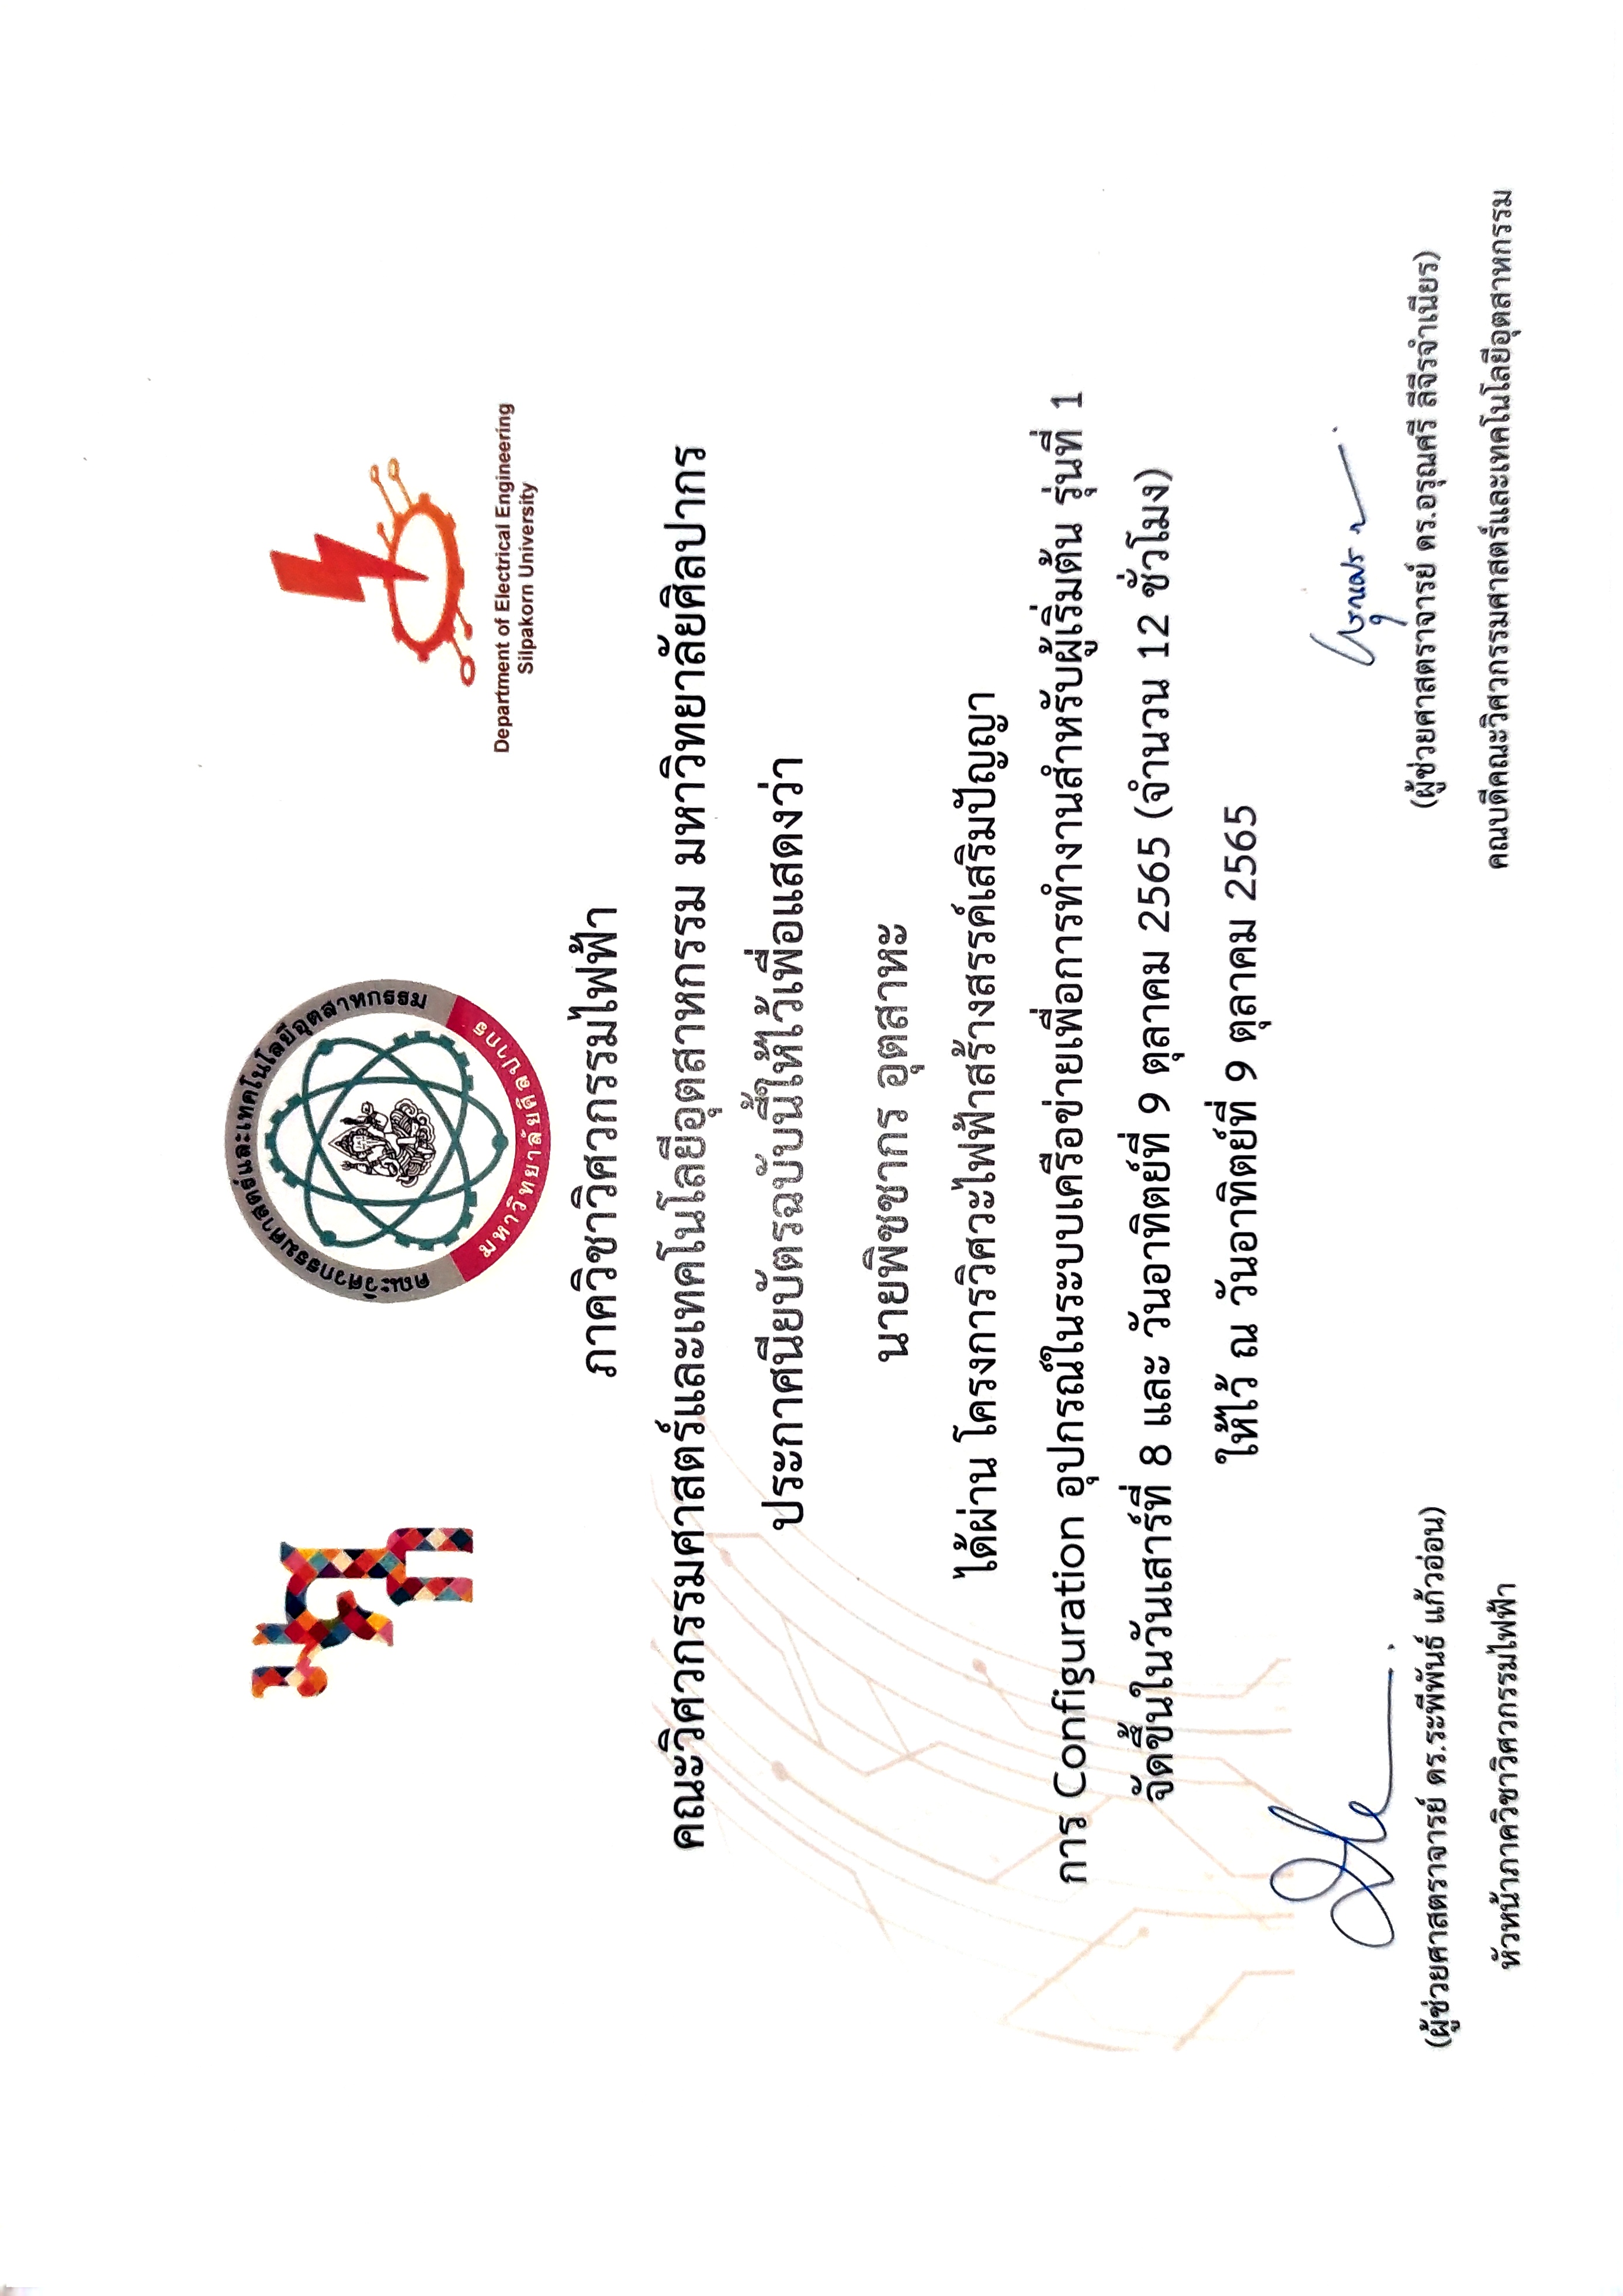 มศก
คณะวิศวกรรมศาสตร์และเทคโนโลยีอุตสาหกรรม
มหาวิทยาลัยศิลปากร
Department of Electrical Engineering
Silpakorn University
ภาควิชาวิศวกรรมไฟฟ้า
คณะวิศวกรรมศาสตร์และเทคโนโลยีอุตสาหกรรม มหาวิทยาลัยศิลปากร
ประกาศนียบัตรฉบับนี้ให้ไว้เพื่อแสดงว่า
นายพิชชากร อุตสาหะ
ได้ผ่าน โครงการวิศวะไฟฟ้าสร้างสรรค์เสริมปัญญา
การ Configuration อุปกรณ์ในระบบเครือข่ายเพื่อการทำงานสำหรับผู้เริ่มต้น รุ่นที่ 1
จัดขึ้นในวันเสาร์ที่ 8 และ วันอาทิตย์ที่ 9 ตุลาคม 2565 (จำนวน 12 ชั่วโมง)
ให้ไว้ ณ วันอาทิตย์ที่ 9 ตุลาคม 2565
(ผู้ช่วยศาสตราจารย์ ดร.ระพีพันธ์ แก้วอ่อน)
หัวหน้าภาควิชาวิศวกรรมไฟฟ้า
(ผู้ช่วยศาสตราจารย์ ดร.อรุณศรี ลีจีรจำเนียร)
คณบดีคณะวิศวกรรมศาสตร์และเทคโนโลยีอุตสาหกรรม